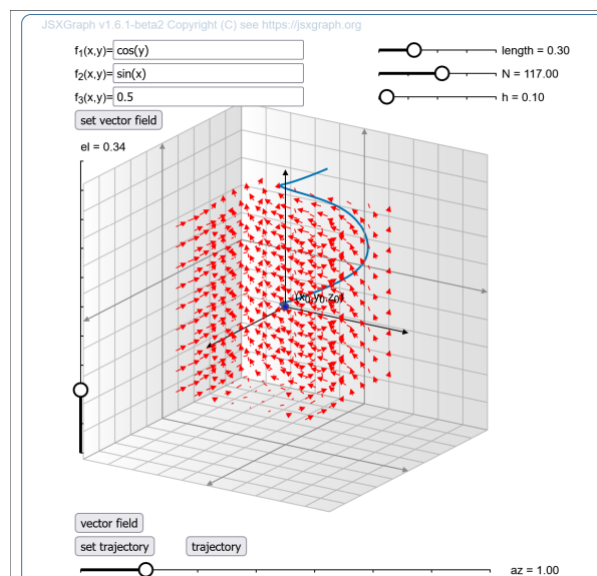 JSXGraph v1.6.1-beta2 Copyright (C) see https://jsxgraph.org
f₁(x,y)= cos(y)
length = 0.30
f₂(x,y)= sin(x)
N = 117.00
f₃(x,y)= 0.5
h = 0.10
set vector field
el = 0.34
(x₀,y₀,z₀)
vector field
set trajectory
trajectory
az = 1.00